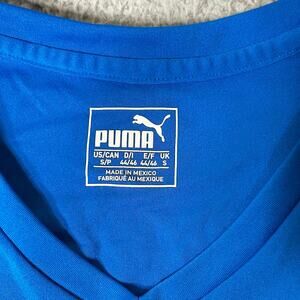 PUMA
US/CAN D/I E/F UK
S/P 44/46 44/46 S
MADE IN MEXICO
FABRIQUÉ AU MEXIQUE